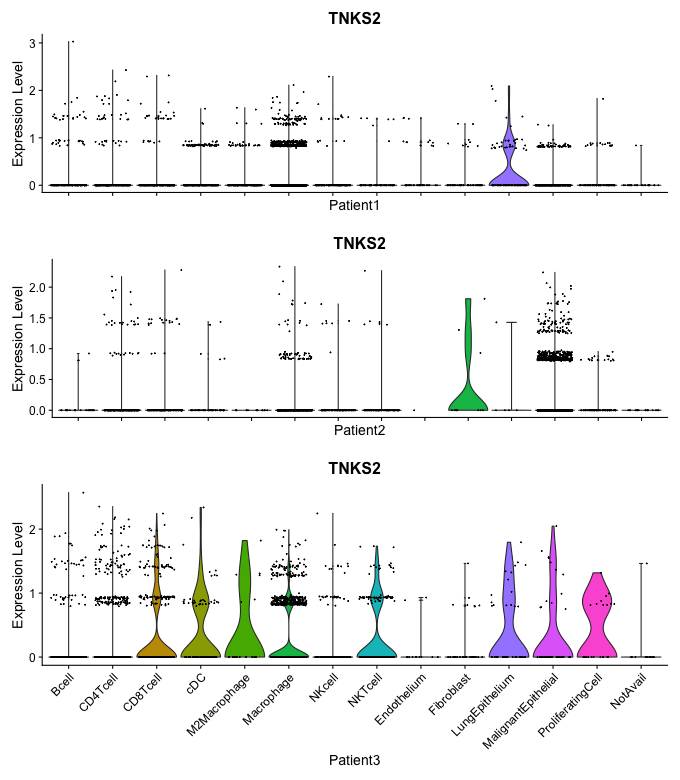 TNKS2
Expression Level
3
2
1
0
Patient1
TNKS2
Expression Level
2.0
1.5
1.0
0.5
0.0
Patient2
TNKS2
Expression Level
2
1
0
Bcell
CD4Tcell
CD8Tcell
cDC
M2Macrophage
Macrophage
NKcell
NKTcell
Endothelium
Fibroblast
LungEpithelium
MalignantEpithelial
ProliferatingCell
NotAvail
Patient3